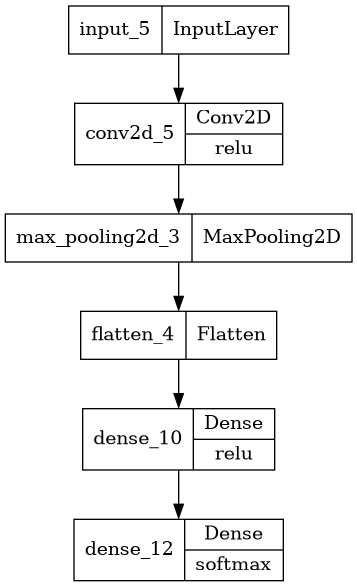 input_5 InputLayer
conv2d_5 Conv2D
relu
max_pooling2d_3 MaxPooling2D
flatten_4 Flatten
dense_10 Dense
relu
dense_12 Dense
softmax